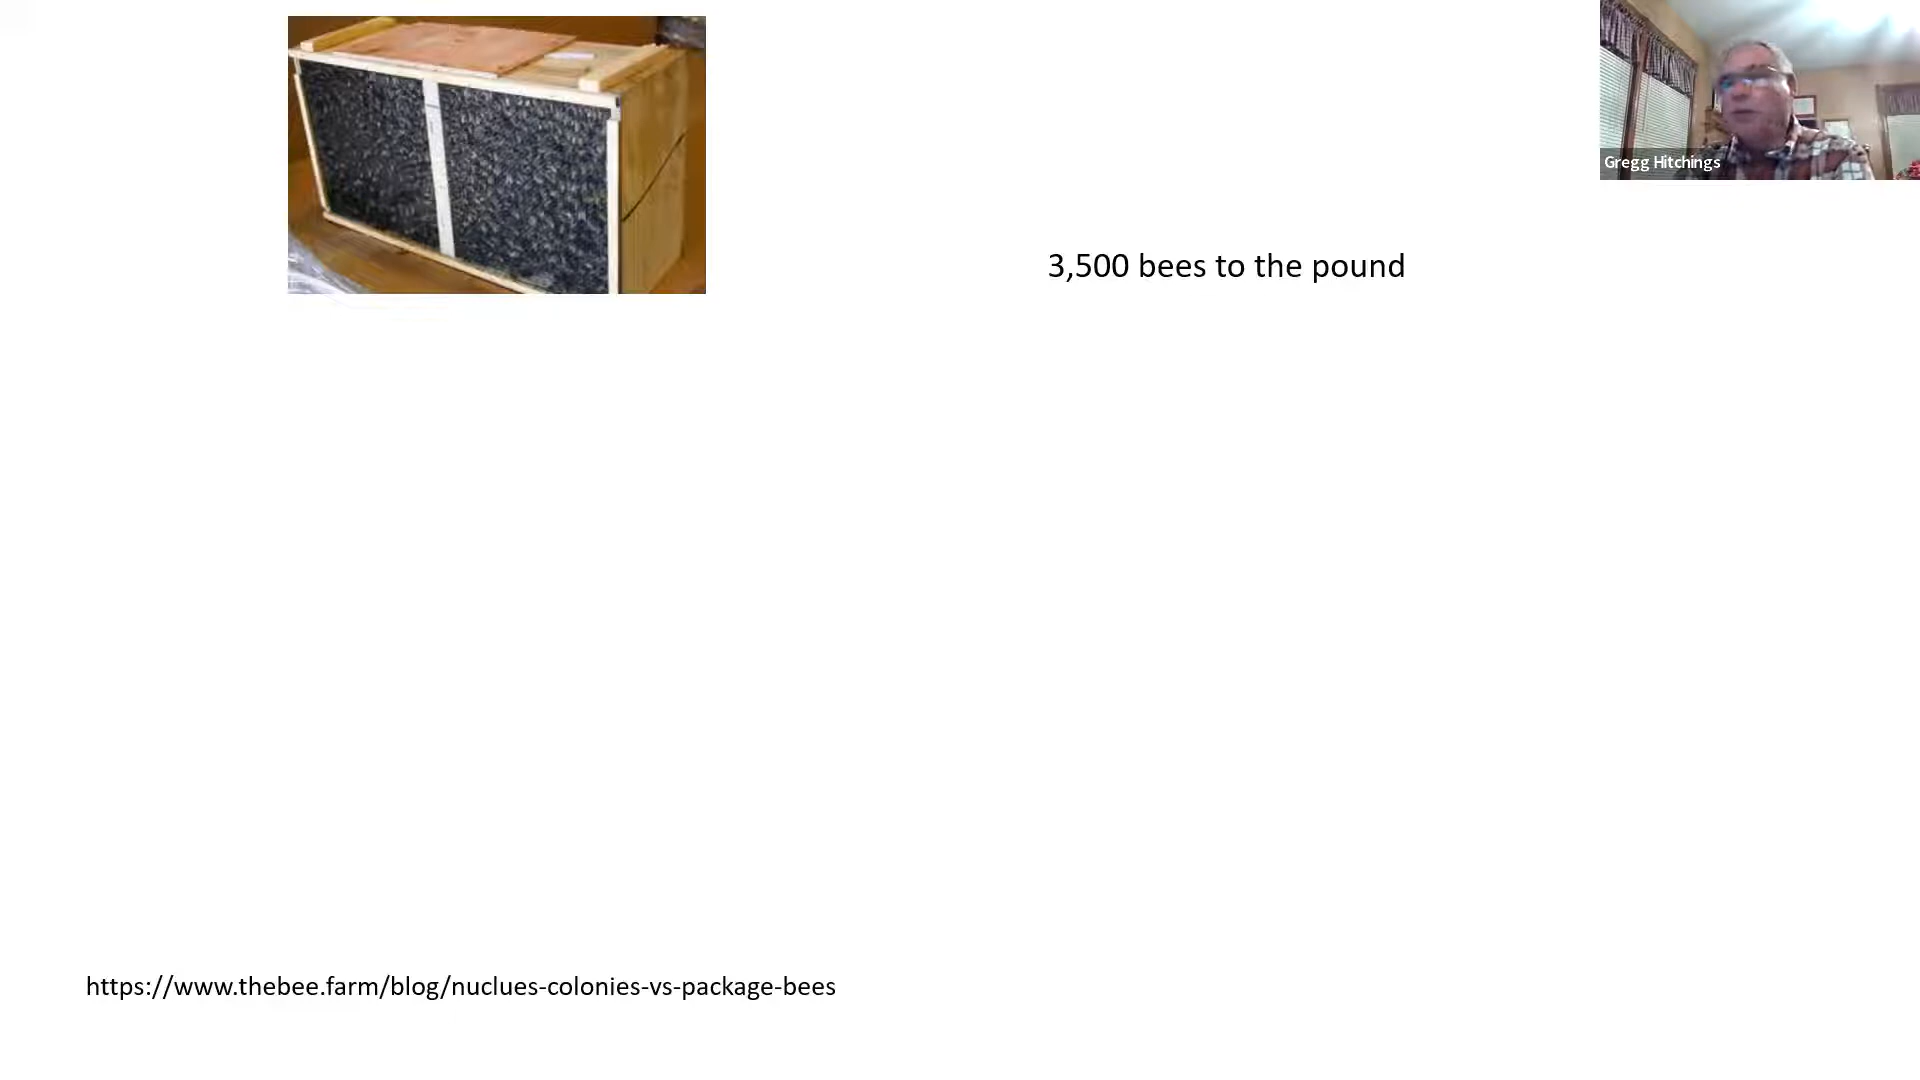 Gregg Hitchings
3,500 bees to the pound
https://www.thebee.farm/blog/nuclues-colonies-vs-package-bees